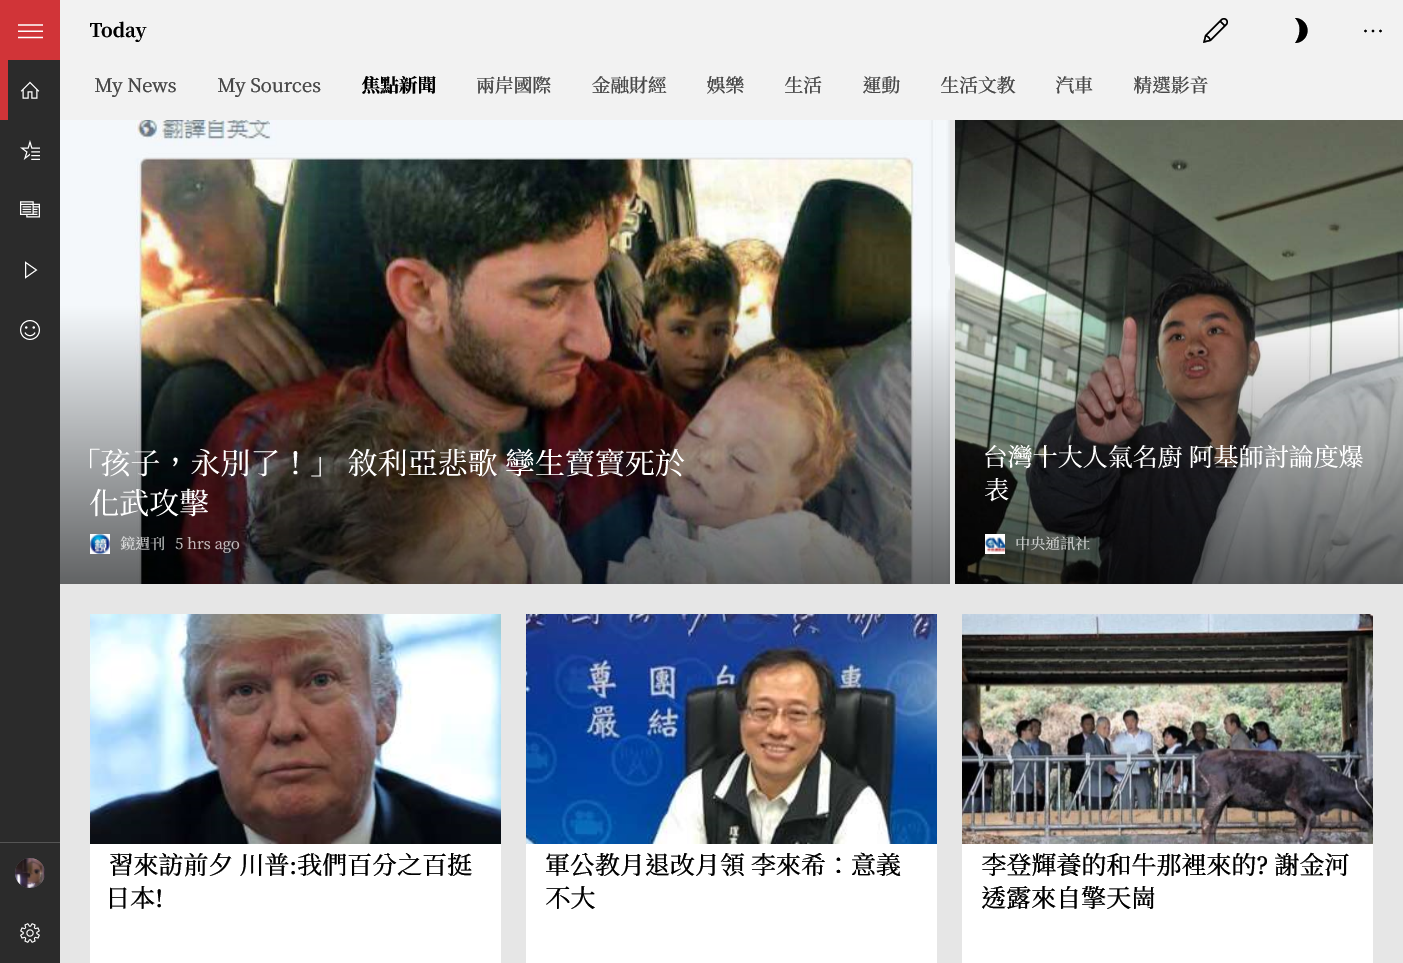 Today
My News My Sources 焦點新聞 兩岸國際 金融財經 娛樂 生活 運動 生活文教 汽車 精選影音
翻譯自英文
「孩子，永別了！」 敘利亞悲歌 孿生寶寶死於
化武攻擊
鏡週刊 5 hrs ago
台灣十大人氣名廚 阿基師討論度爆
表
中央通訊社
尊 團 自 專
嚴 結
習來訪前夕 川普:我們百分之百挺
日本!
軍公教月退改月領 李來希：意義
不大
李登輝養的和牛那裡來的? 謝金河
透露來自擎天崗